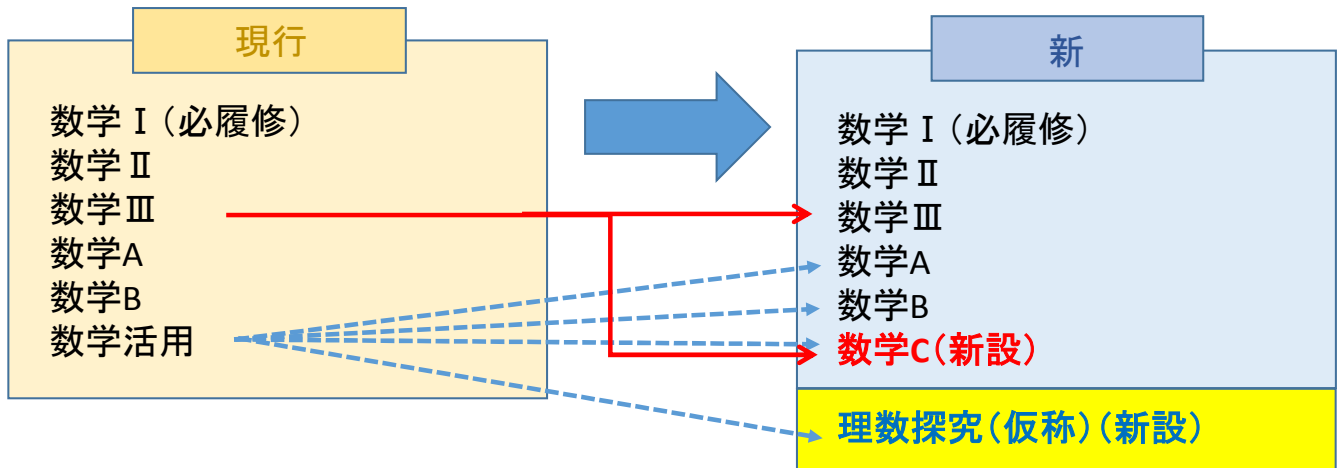 現行
数学Ⅰ（必履修）
数学Ⅱ
数学Ⅲ
数学A
数学B
数学活用
新
数学Ⅰ（必履修）
数学Ⅱ
数学Ⅲ
数学A
数学B
数学C（新設）
理数探究（仮称）（新設）